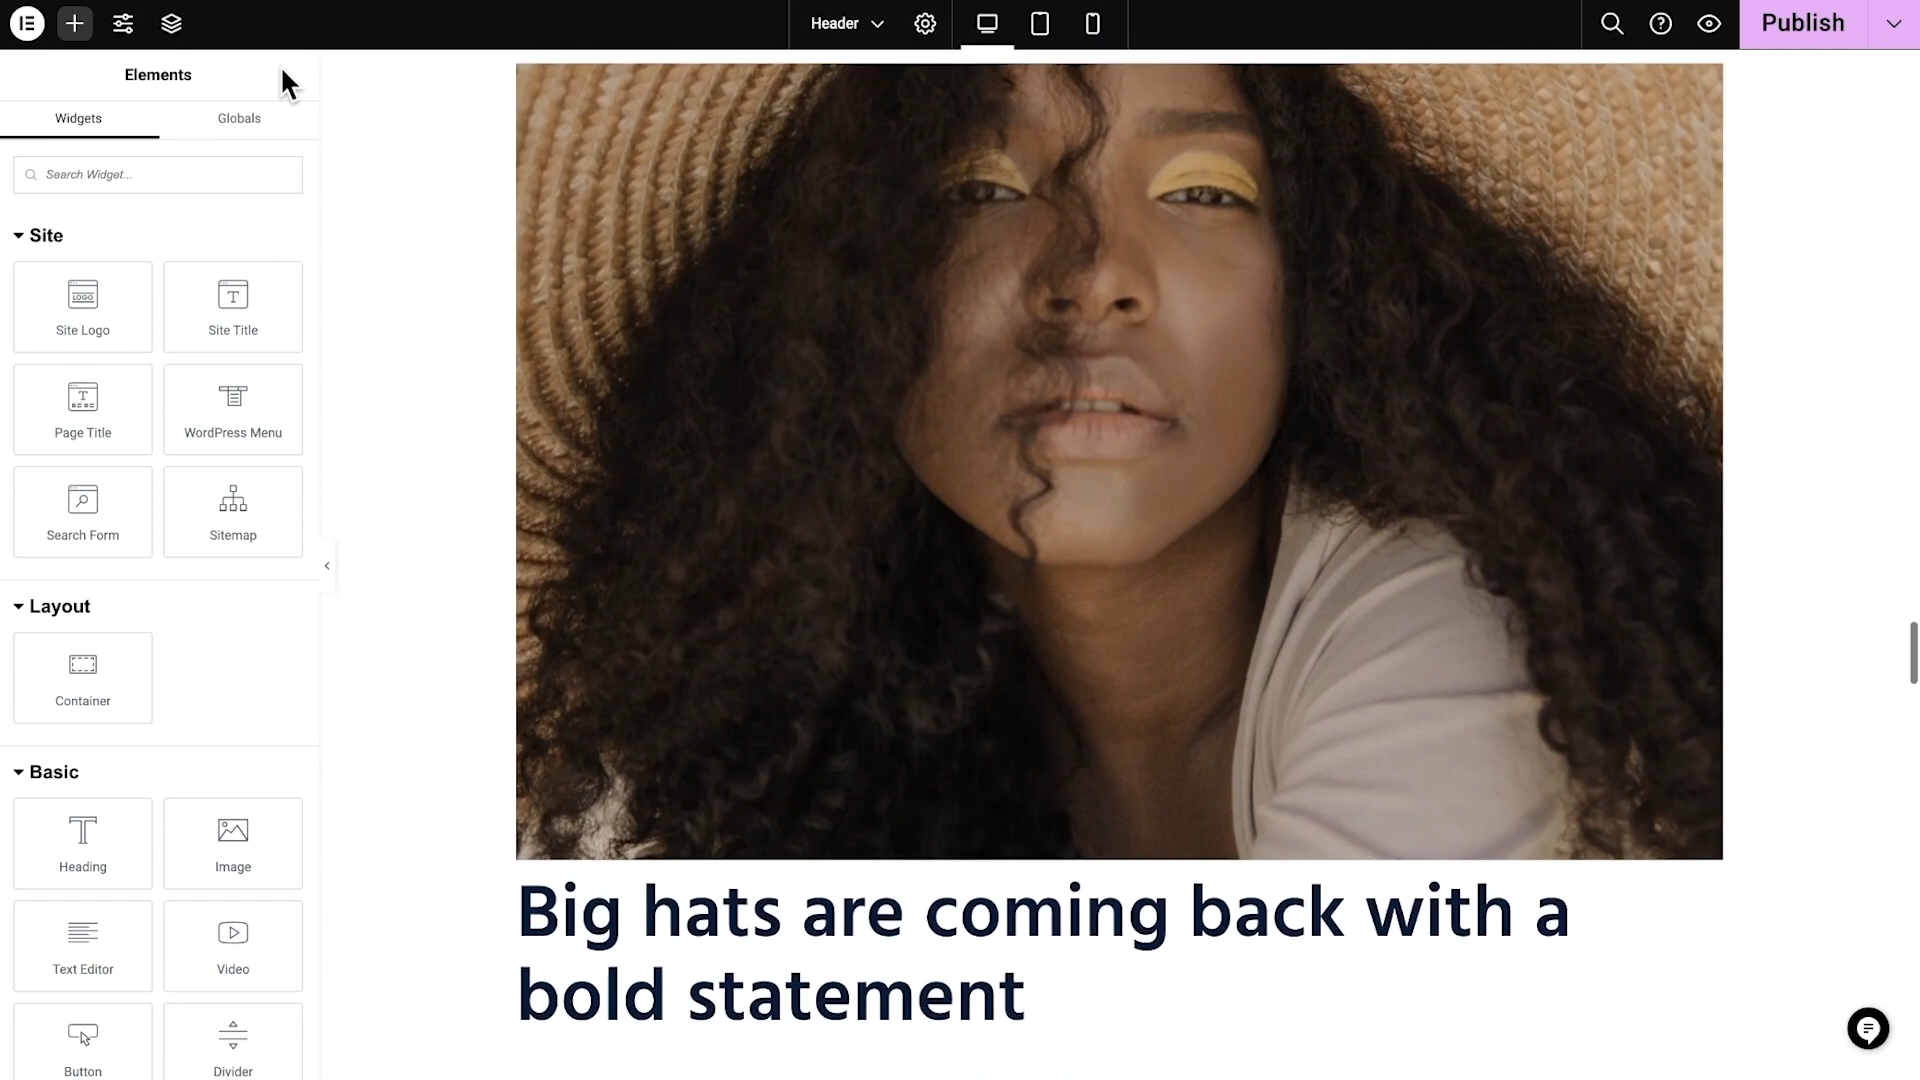 Header
Publish
Elements
Widgets
Globals
Search Widget...
Site
LOGO
Site Logo
T
Site Title
T
Page Title
WordPress Menu
Search Form
Sitemap
Layout
Container
Basic
Heading
Image
Text Editor
Video
Button
Divider
Big hats are coming back with a
bold statement